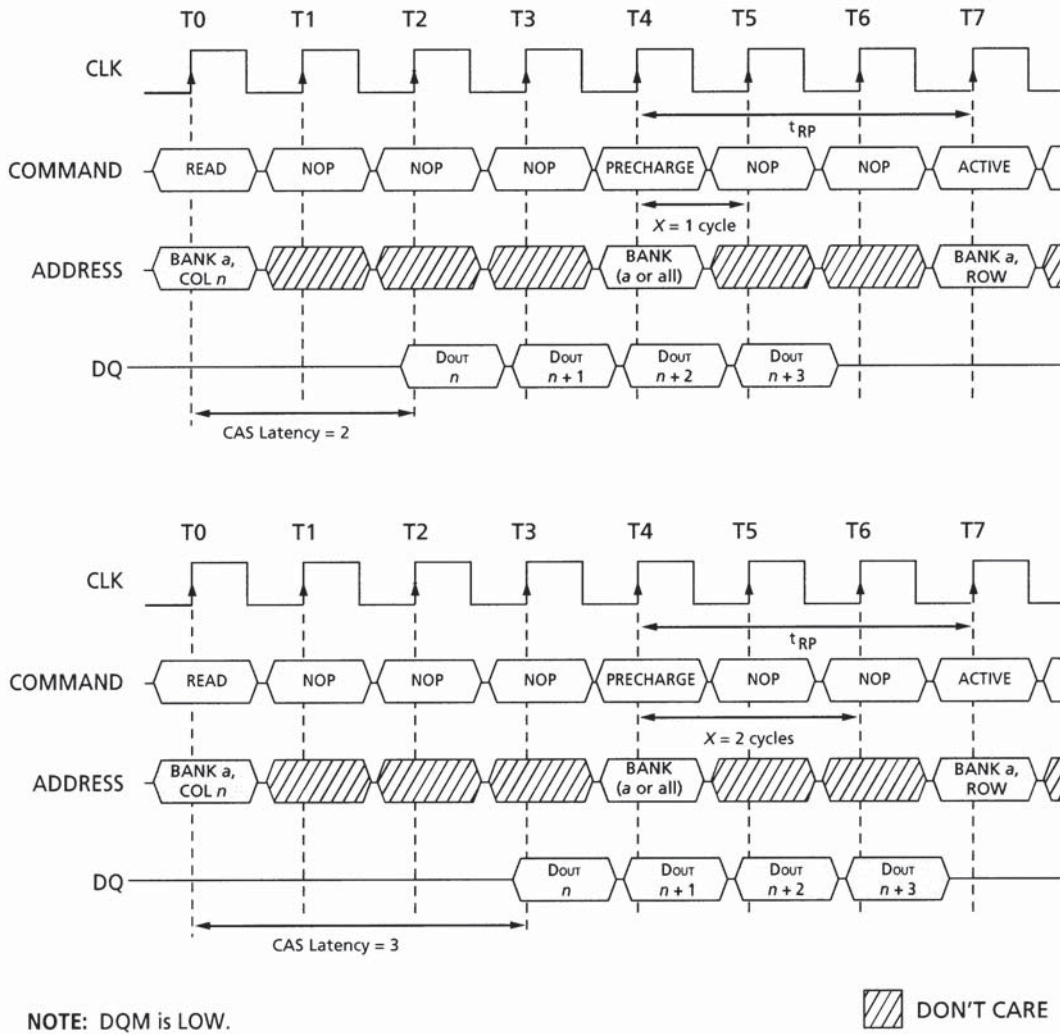 T0 T1 T2 T3 T4 T5 T6 T7
CLK
tRP
COMMAND READ NOP NOP NOP PRECHARGE NOP NOP ACTIVE
X = 1 cycle
ADDRESS BANK a, COL n BANK (a or all) BANK a, ROW
DQ DOUT n DOUT n + 1 DOUT n + 2 DOUT n + 3
CAS Latency = 2
T0 T1 T2 T3 T4 T5 T6 T7
CLK
tRP
COMMAND READ NOP NOP NOP PRECHARGE NOP NOP ACTIVE
X = 2 cycles
ADDRESS BANK a, COL n BANK (a or all) BANK a, ROW
DQ DOUT n DOUT n + 1 DOUT n + 2 DOUT n + 3
CAS Latency = 3
NOTE: DQM is LOW.
DON'T CARE